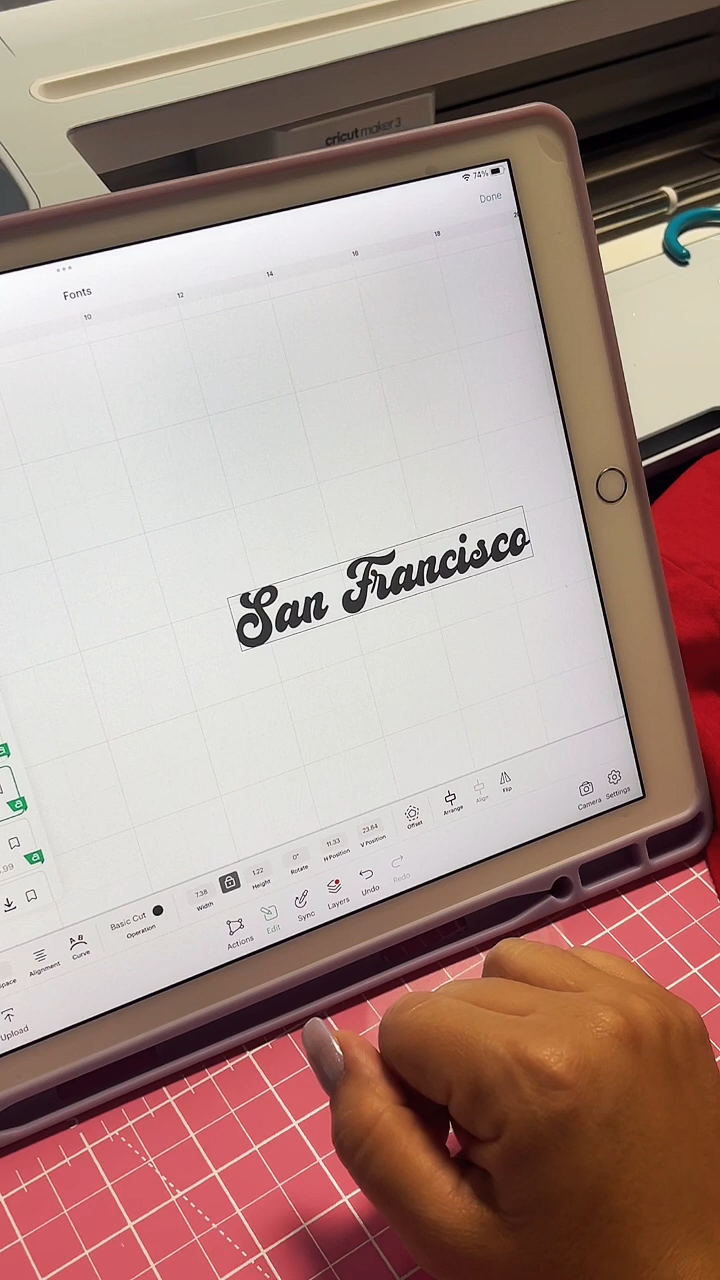 cricut maker 3
74%
Done
Fonts
10 12 14 16 18
San Francisco
Basic Cut
Operation
7.38
Width
1.22
Height
0°
Rotate
11.33
H Position
23.84
V Position
Offset
Arrange
Align
Flip
Alignment
Curve
Actions
Edit
Sync
Layers
Undo
Redo
Camera
Settings
Upload